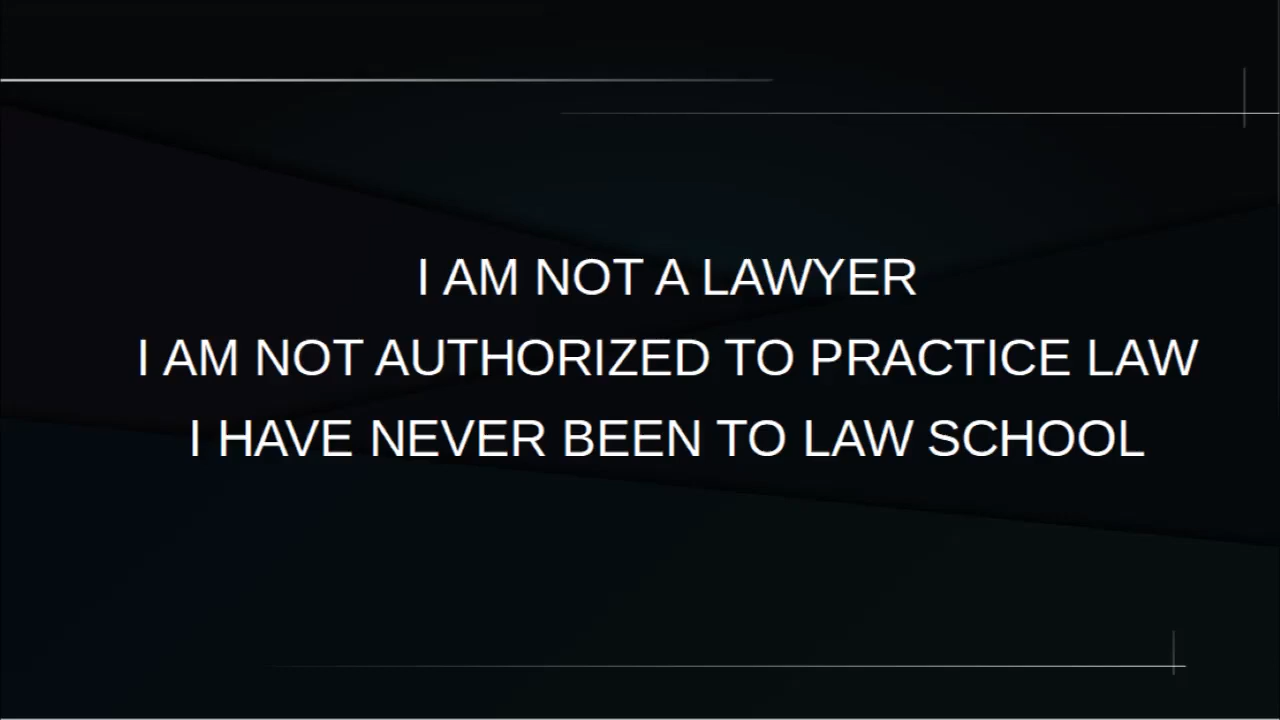 I AM NOT A LAWYER
I AM NOT AUTHORIZED TO PRACTICE LAW
I HAVE NEVER BEEN TO LAW SCHOOL